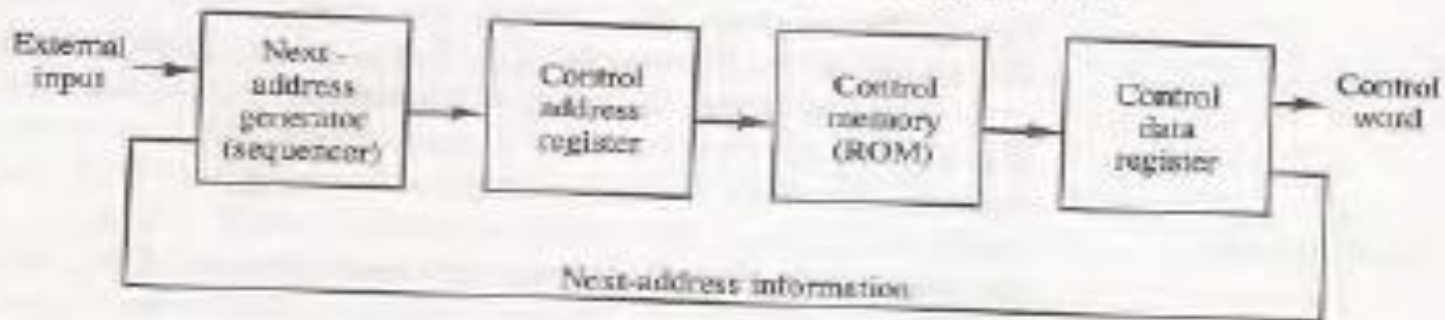 External
input
Next-
address
generator
(sequencer)
Control
address
register
Control
memory
(ROM)
Control
data
register
Control
word
Next-address information